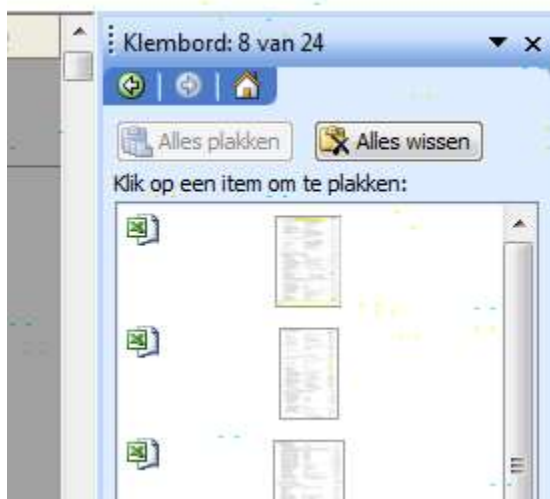 Klembord: 8 van 24
Alles plakken
Alles wissen
Klik op een item om te plakken: